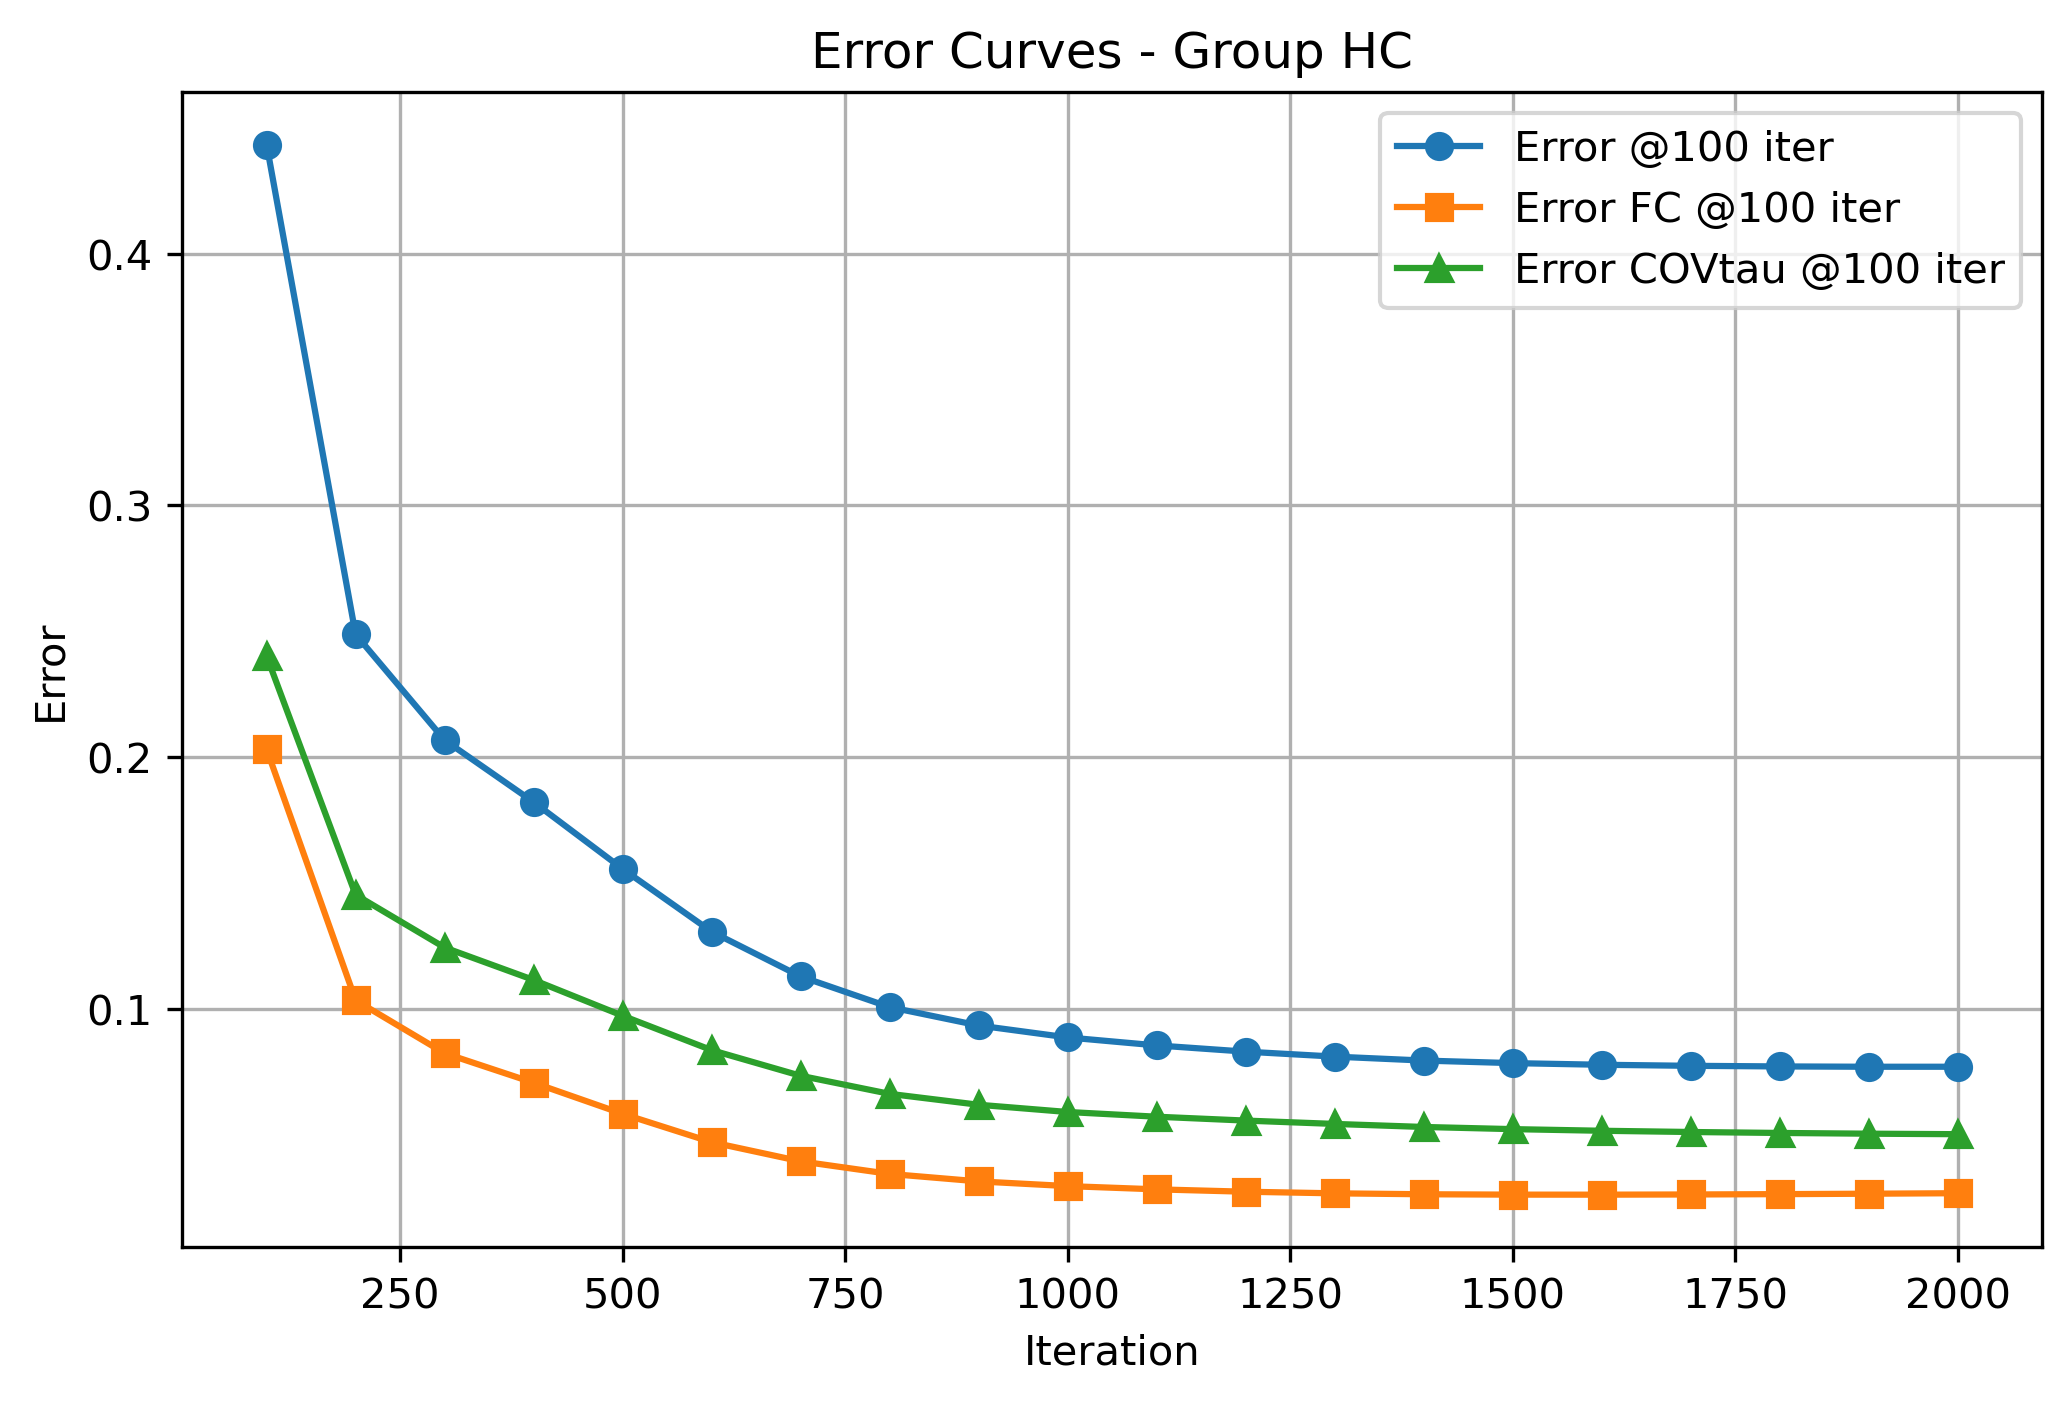 Error Curves - Group HC
Error @100 iter
Error FC @100 iter
Error COVtau @100 iter
0.4
0.3
0.2
0.1
Error
250 500 750 1000 1250 1500 1750 2000
Iteration